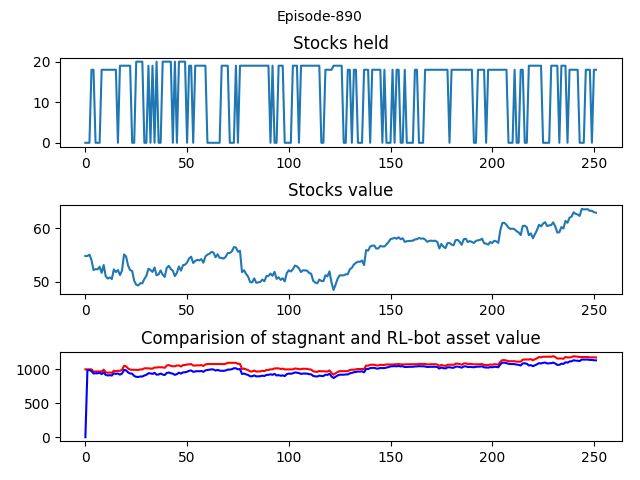 Episode-890
Stocks held
20
10
0
0 50 100 150 200 250
Stocks value
60
50
0 50 100 150 200 250
Comparision of stagnant and RL-bot asset value
1000
500
0
0 50 100 150 200 250